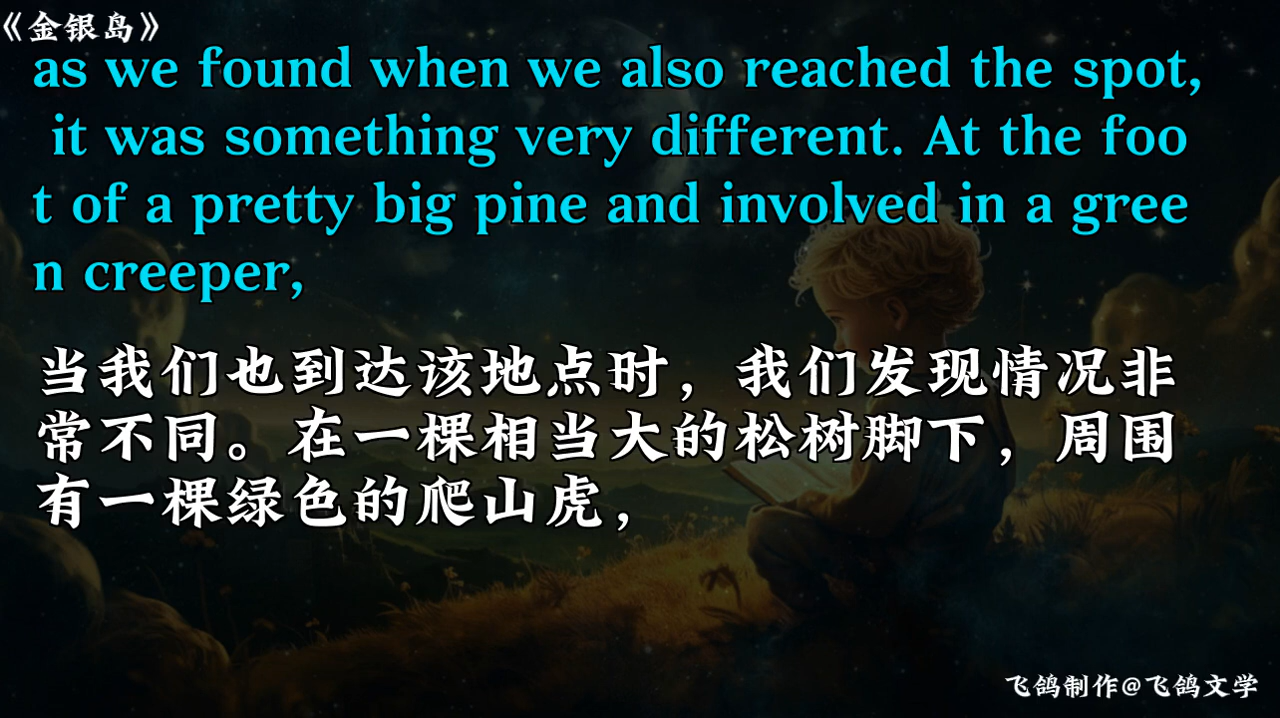 《金银岛》
as we found when we also reached the spot,
it was something very different. At the foo
t of a pretty big pine and involved in a gree
n creeper,
当我们也到达该地点时，我们发现情况非
常不同。在一棵相当大的松树脚下，周围
有一棵绿色的爬山虎，
飞鸽制作@飞鸽文学